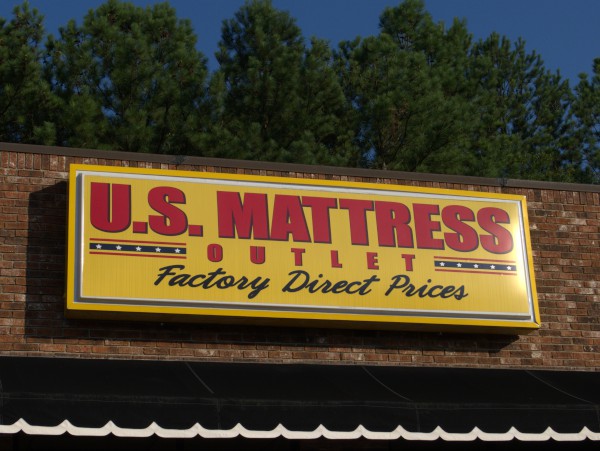 U.S. MATTRESS
OUTLET
Factory Direct Prices